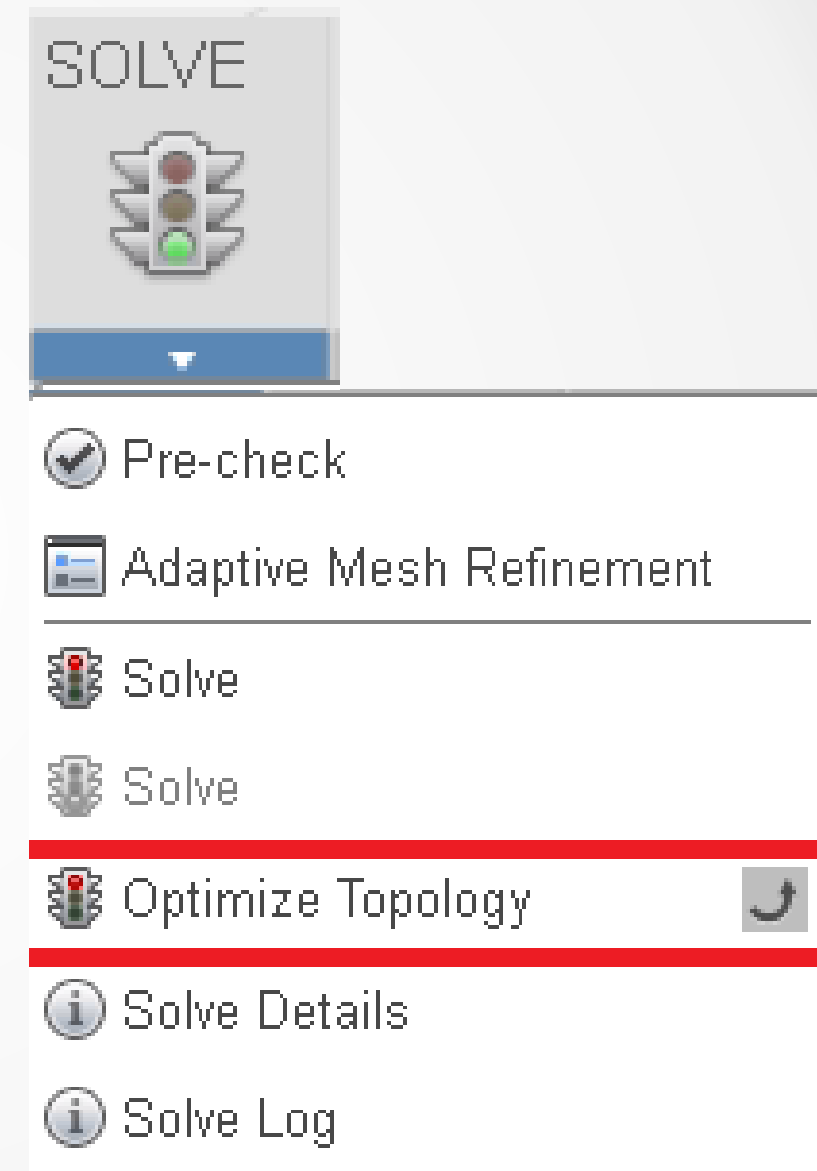 SOLVE
Pre-check
Adaptive Mesh Refinement
Solve
Solve
Optimize Topology
Solve Details
Solve Log